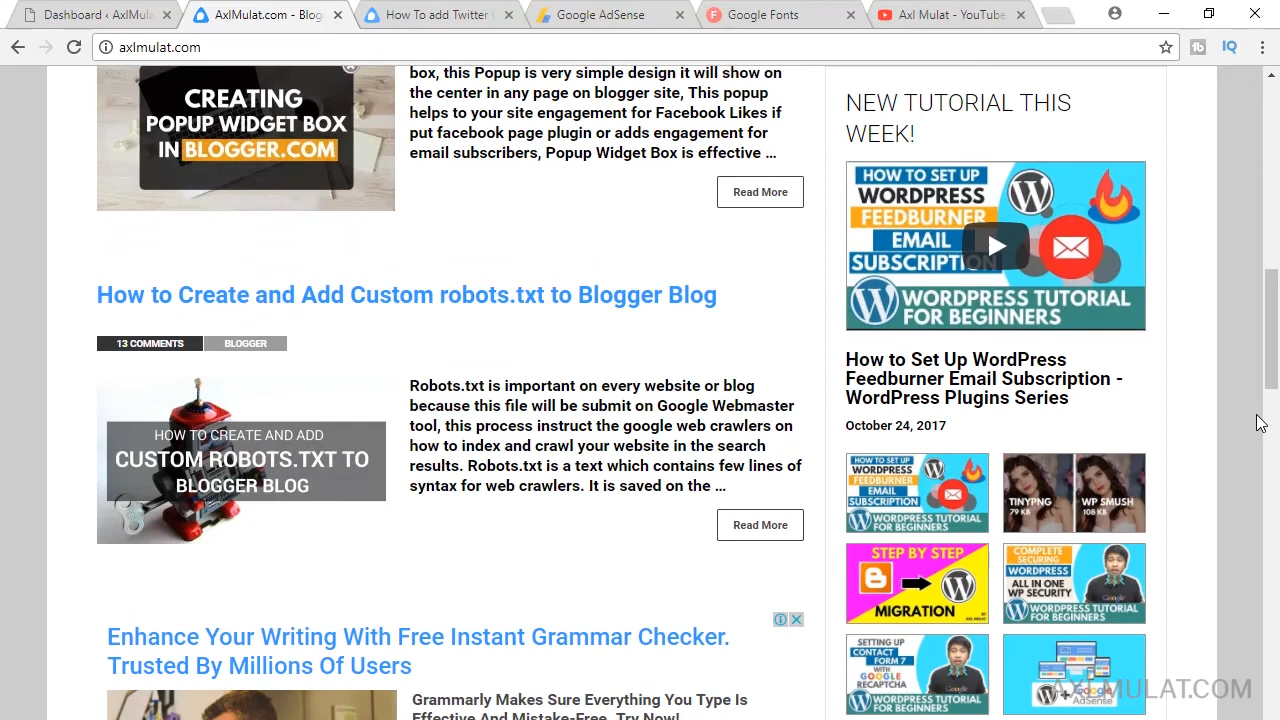 Dashboard ‹ AxlMula
AxlMulat.com - Blog
How To add Twitter
Google AdSense
Google Fonts
Axl Mulat - YouTube
axlmulat.com
CREATING
POPUP WIDGET BOX
IN BLOGGER.COM
box, this Popup is very simple design it will show on
the center in any page on blogger site, This popup
helps to your site engagement for Facebook Likes if
put facebook page plugin or adds engagement for
email subscribers, Popup Widget Box is effective ...
Read More
How to Create and Add Custom robots.txt to Blogger Blog
13 COMMENTS
BLOGGER
HOW TO CREATE AND ADD
CUSTOM ROBOTS.TXT TO
BLOGGER BLOG
Robots.txt is important on every website or blog
because this file will be submit on Google Webmaster
tool, this process instruct the google web crawlers on
how to index and crawl your website in the search
results. Robots.txt is a text which contains few lines of
syntax for web crawlers. It is saved on the ...
Read More
Enhance Your Writing With Free Instant Grammar Checker.
Trusted By Millions Of Users
Grammarly Makes Sure Everything You Type Is
Effective And Mistake-Free. Try Now!
NEW TUTORIAL THIS
WEEK!
HOW TO SET UP
WORDPRESS
FEEDBURNER
EMAIL
SUBSCRIPTION
WORDPRESS TUTORIAL
FOR BEGINNERS
How to Set Up WordPress
Feedburner Email Subscription -
WordPress Plugins Series
October 24, 2017
HOW TO SET UP
WORDPRESS
FEEDBURNER
EMAIL
SUBSCRIPTION
WORDPRESS TUTORIAL
FOR BEGINNERS
TINYPNG
79 KB
WP SMUSH
108 KB
STEP BY STEP
MIGRATION
COMPLETE
SECURING
WORDPRESS
ALL IN ONE
WP SECURITY
Google
WORDPRESS TUTORIAL
FOR BEGINNERS
SETTING UP
CONTACT
FORM 7
WITH
GOOGLE
RECAPTCHA
Google
WORDPRESS TUTORIAL
FOR BEGINNERS
Google
AdSense
AXLMULAT.COM